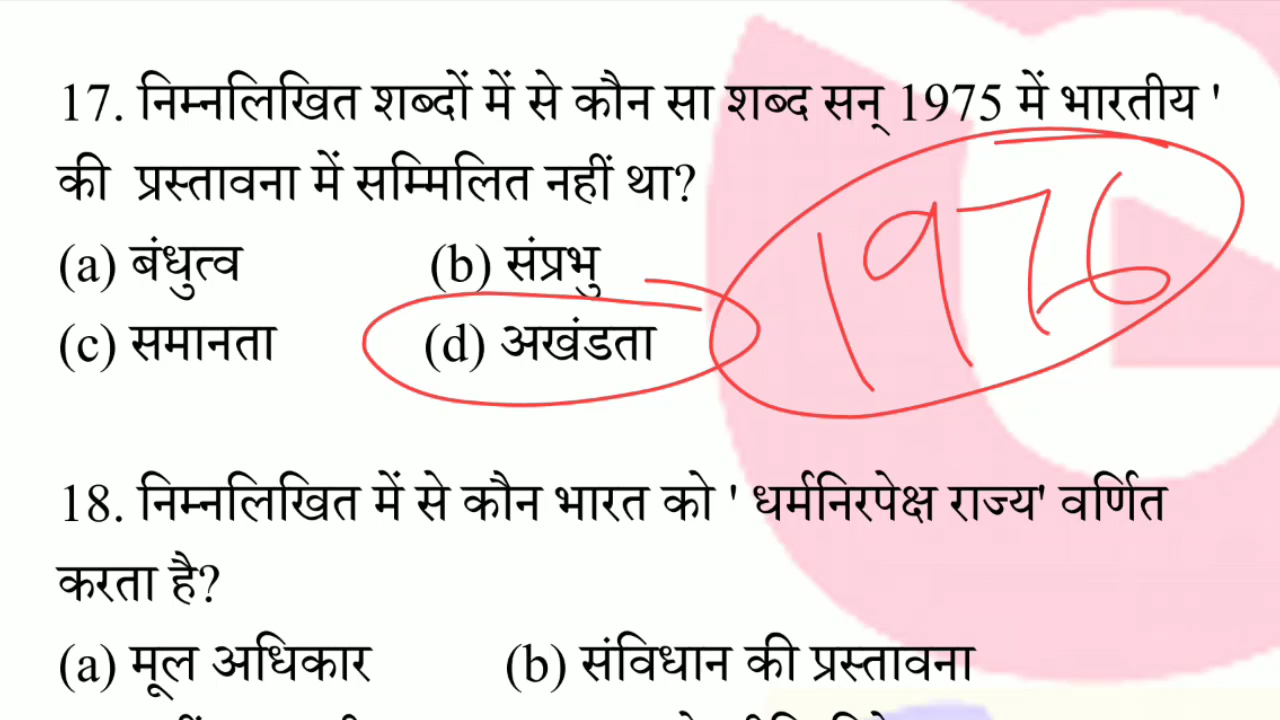 17. निम्नलिखित शब्दों में से कौन सा शब्द सन् 1975 में भारतीय '
की प्रस्तावना में सम्मिलित नहीं था?
1976
(a) बंधुत्व (b) संप्रभु
(c) समानता (d) अखंडता
18. निम्नलिखित में से कौन भारत को ' धर्मनिरपेक्ष राज्य' वर्णित
करता है?
(a) मूल अधिकार (b) संविधान की प्रस्तावना